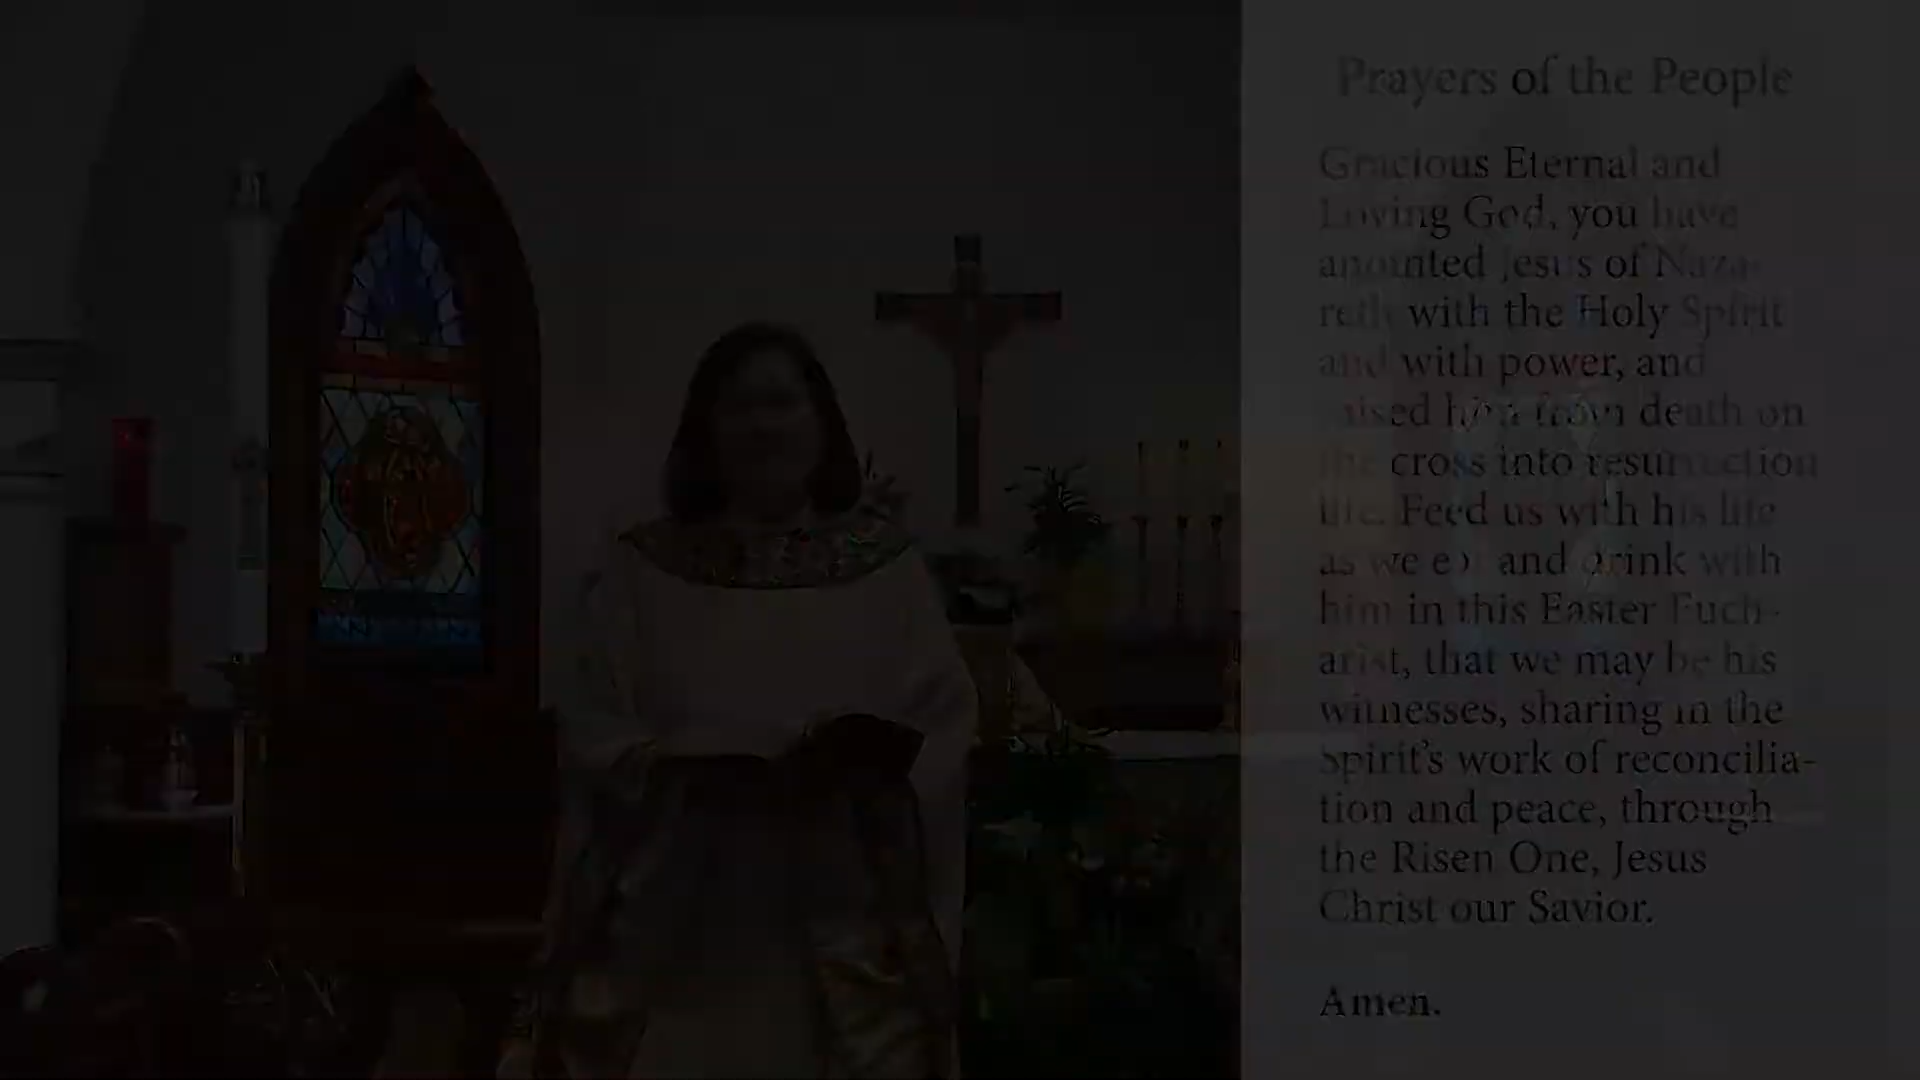 Prayers of the People
Gracious Eternal and
Loving God, you have
anointed Jesus of Naza-
reth with the Holy Spirit
and with power, and
raised him from death on
the cross into resurrection
life. Feed us with his life
as we eat and drink with
him in this Easter Euch-
arist, that we may be his
witnesses, sharing in the
Spirit's work of reconcilia-
tion and peace, through
the Risen One, Jesus
Christ our Savior.
Amen.